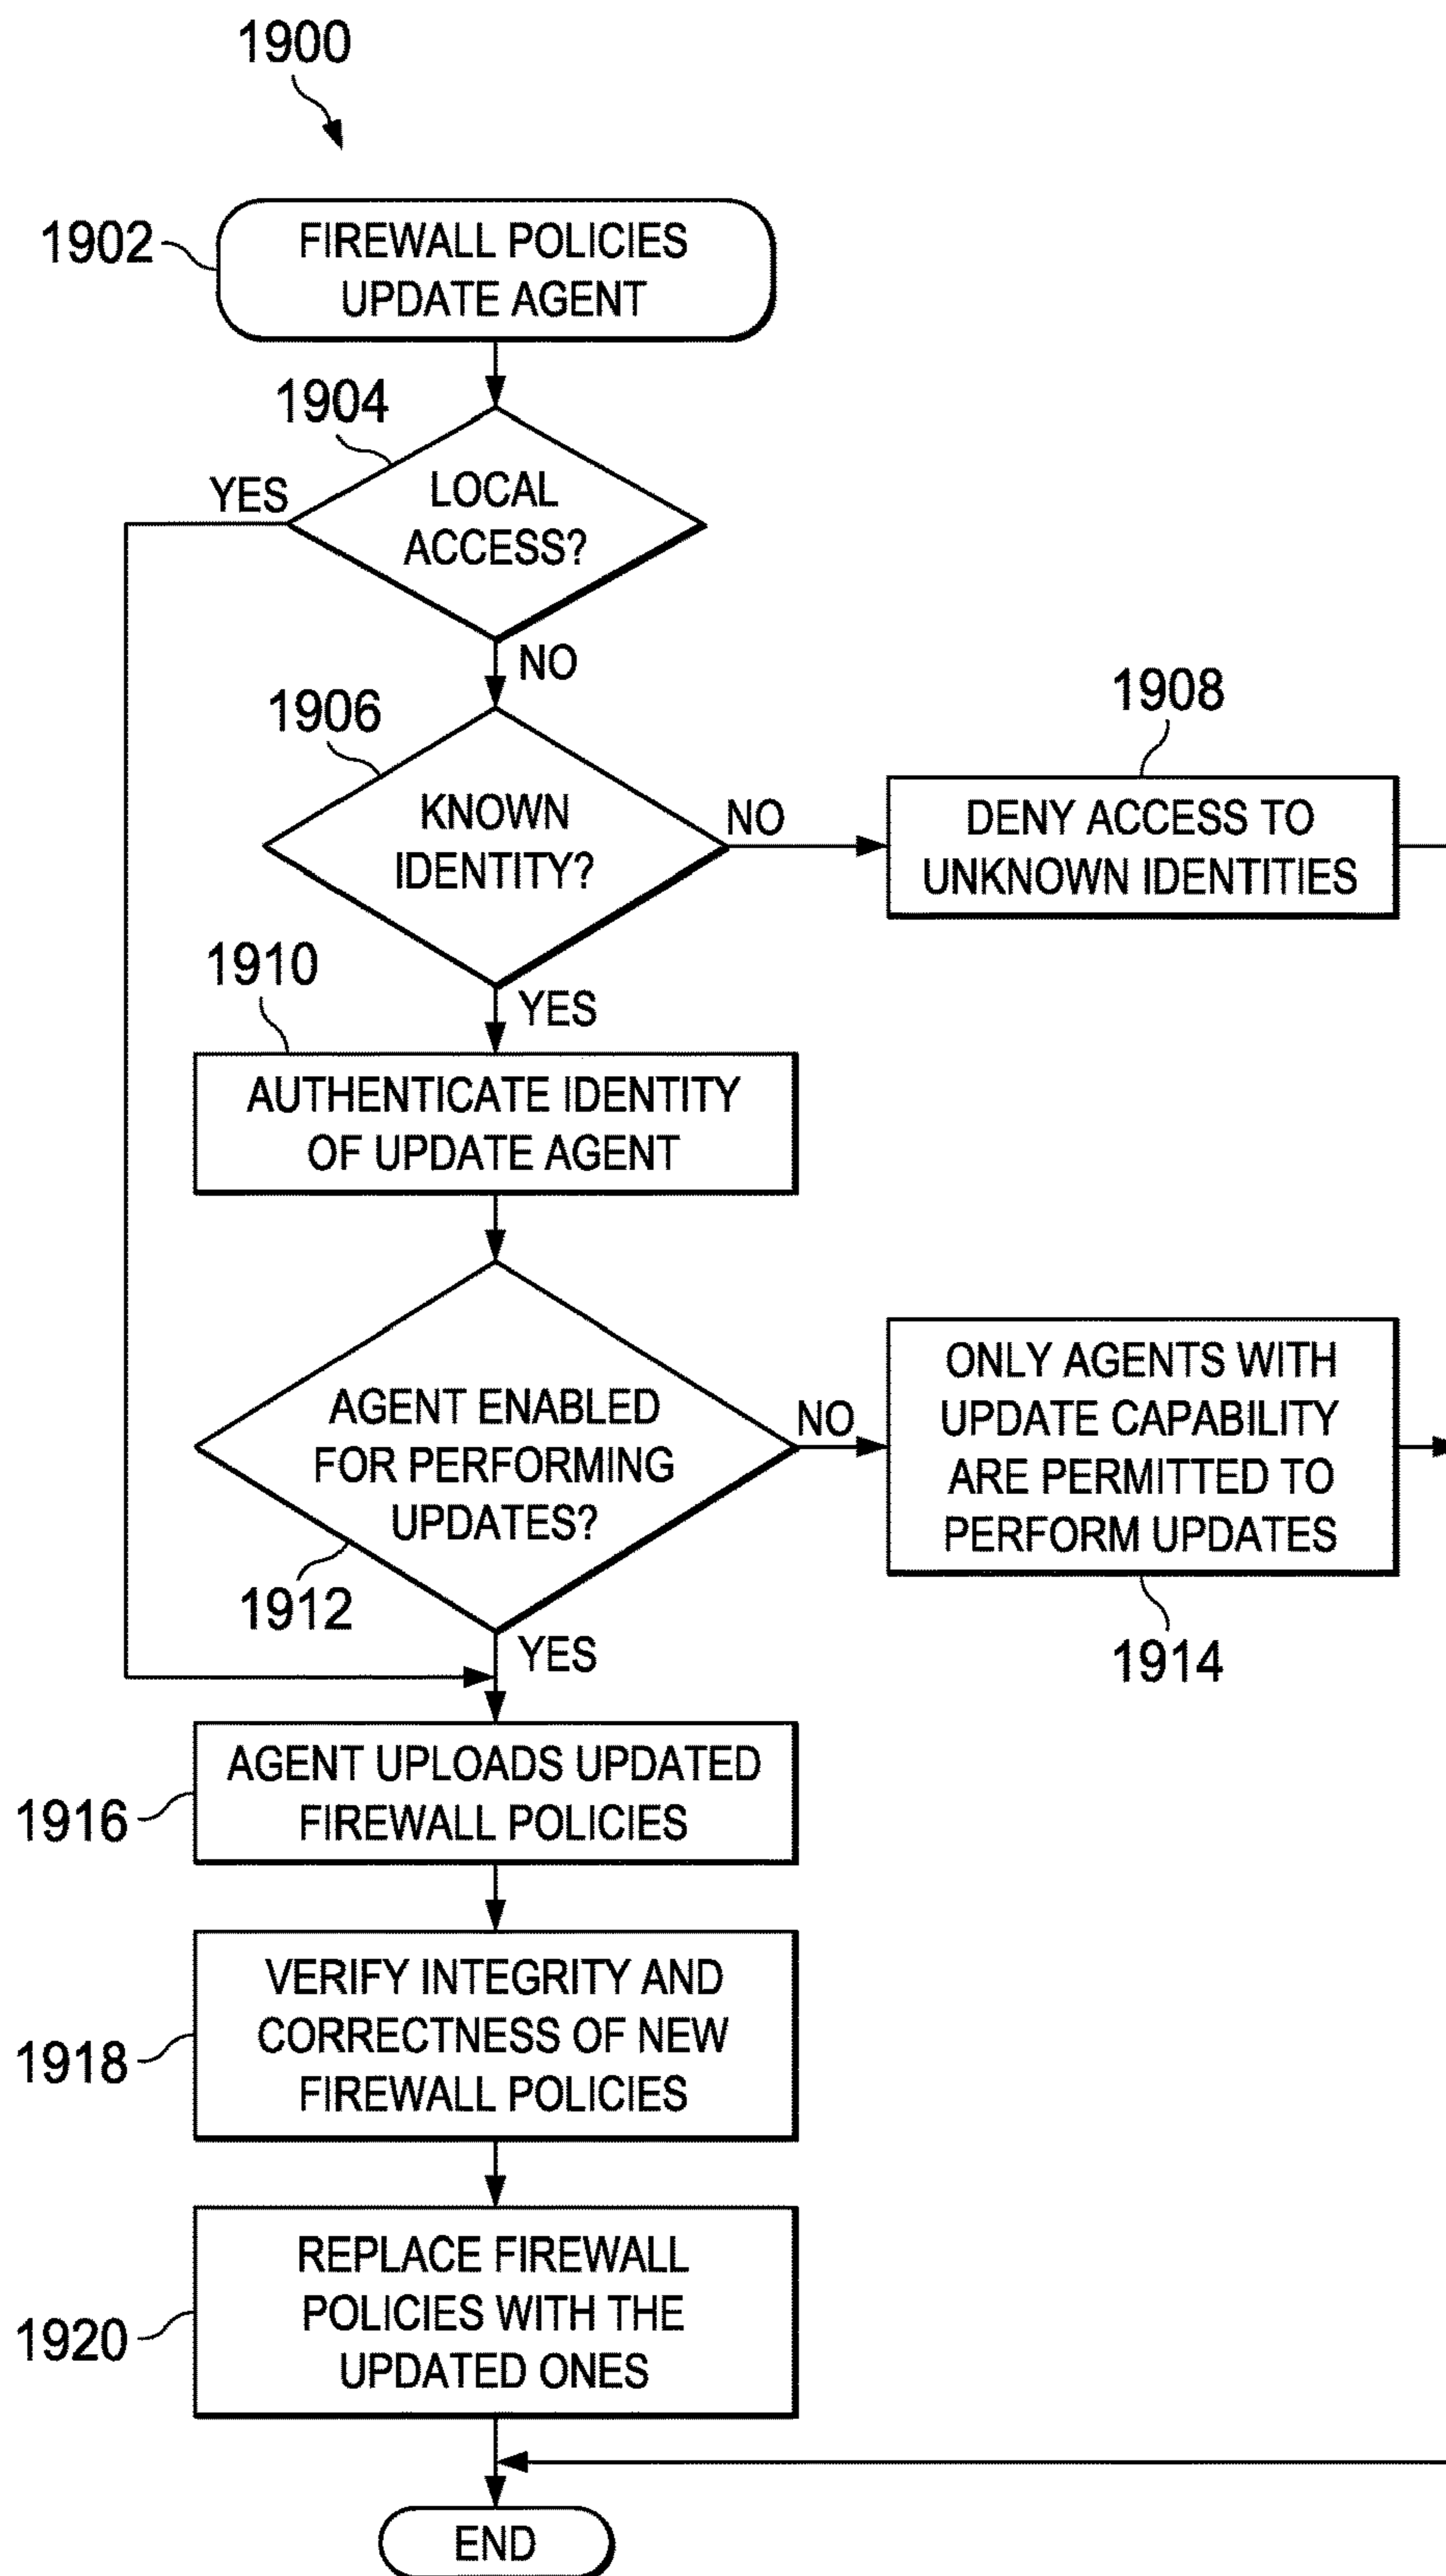 1900
1902
FIREWALL POLICIES
UPDATE AGENT
1904
YES
LOCAL
ACCESS?
NO
1906
KNOWN
IDENTITY?
NO
1908
DENY ACCESS TO
UNKNOWN IDENTITIES
YES
1910
AUTHENTICATE IDENTITY
OF UPDATE AGENT
AGENT ENABLED
FOR PERFORMING
UPDATES?
1912
NO
ONLY AGENTS WITH
UPDATE CAPABILITY
ARE PERMITTED TO
PERFORM UPDATES
1914
YES
AGENT UPLOADS UPDATED
FIREWALL POLICIES
1916
VERIFY INTEGRITY AND
CORRECTNESS OF NEW
FIREWALL POLICIES
1918
REPLACE FIREWALL
POLICIES WITH THE
UPDATED ONES
1920
END